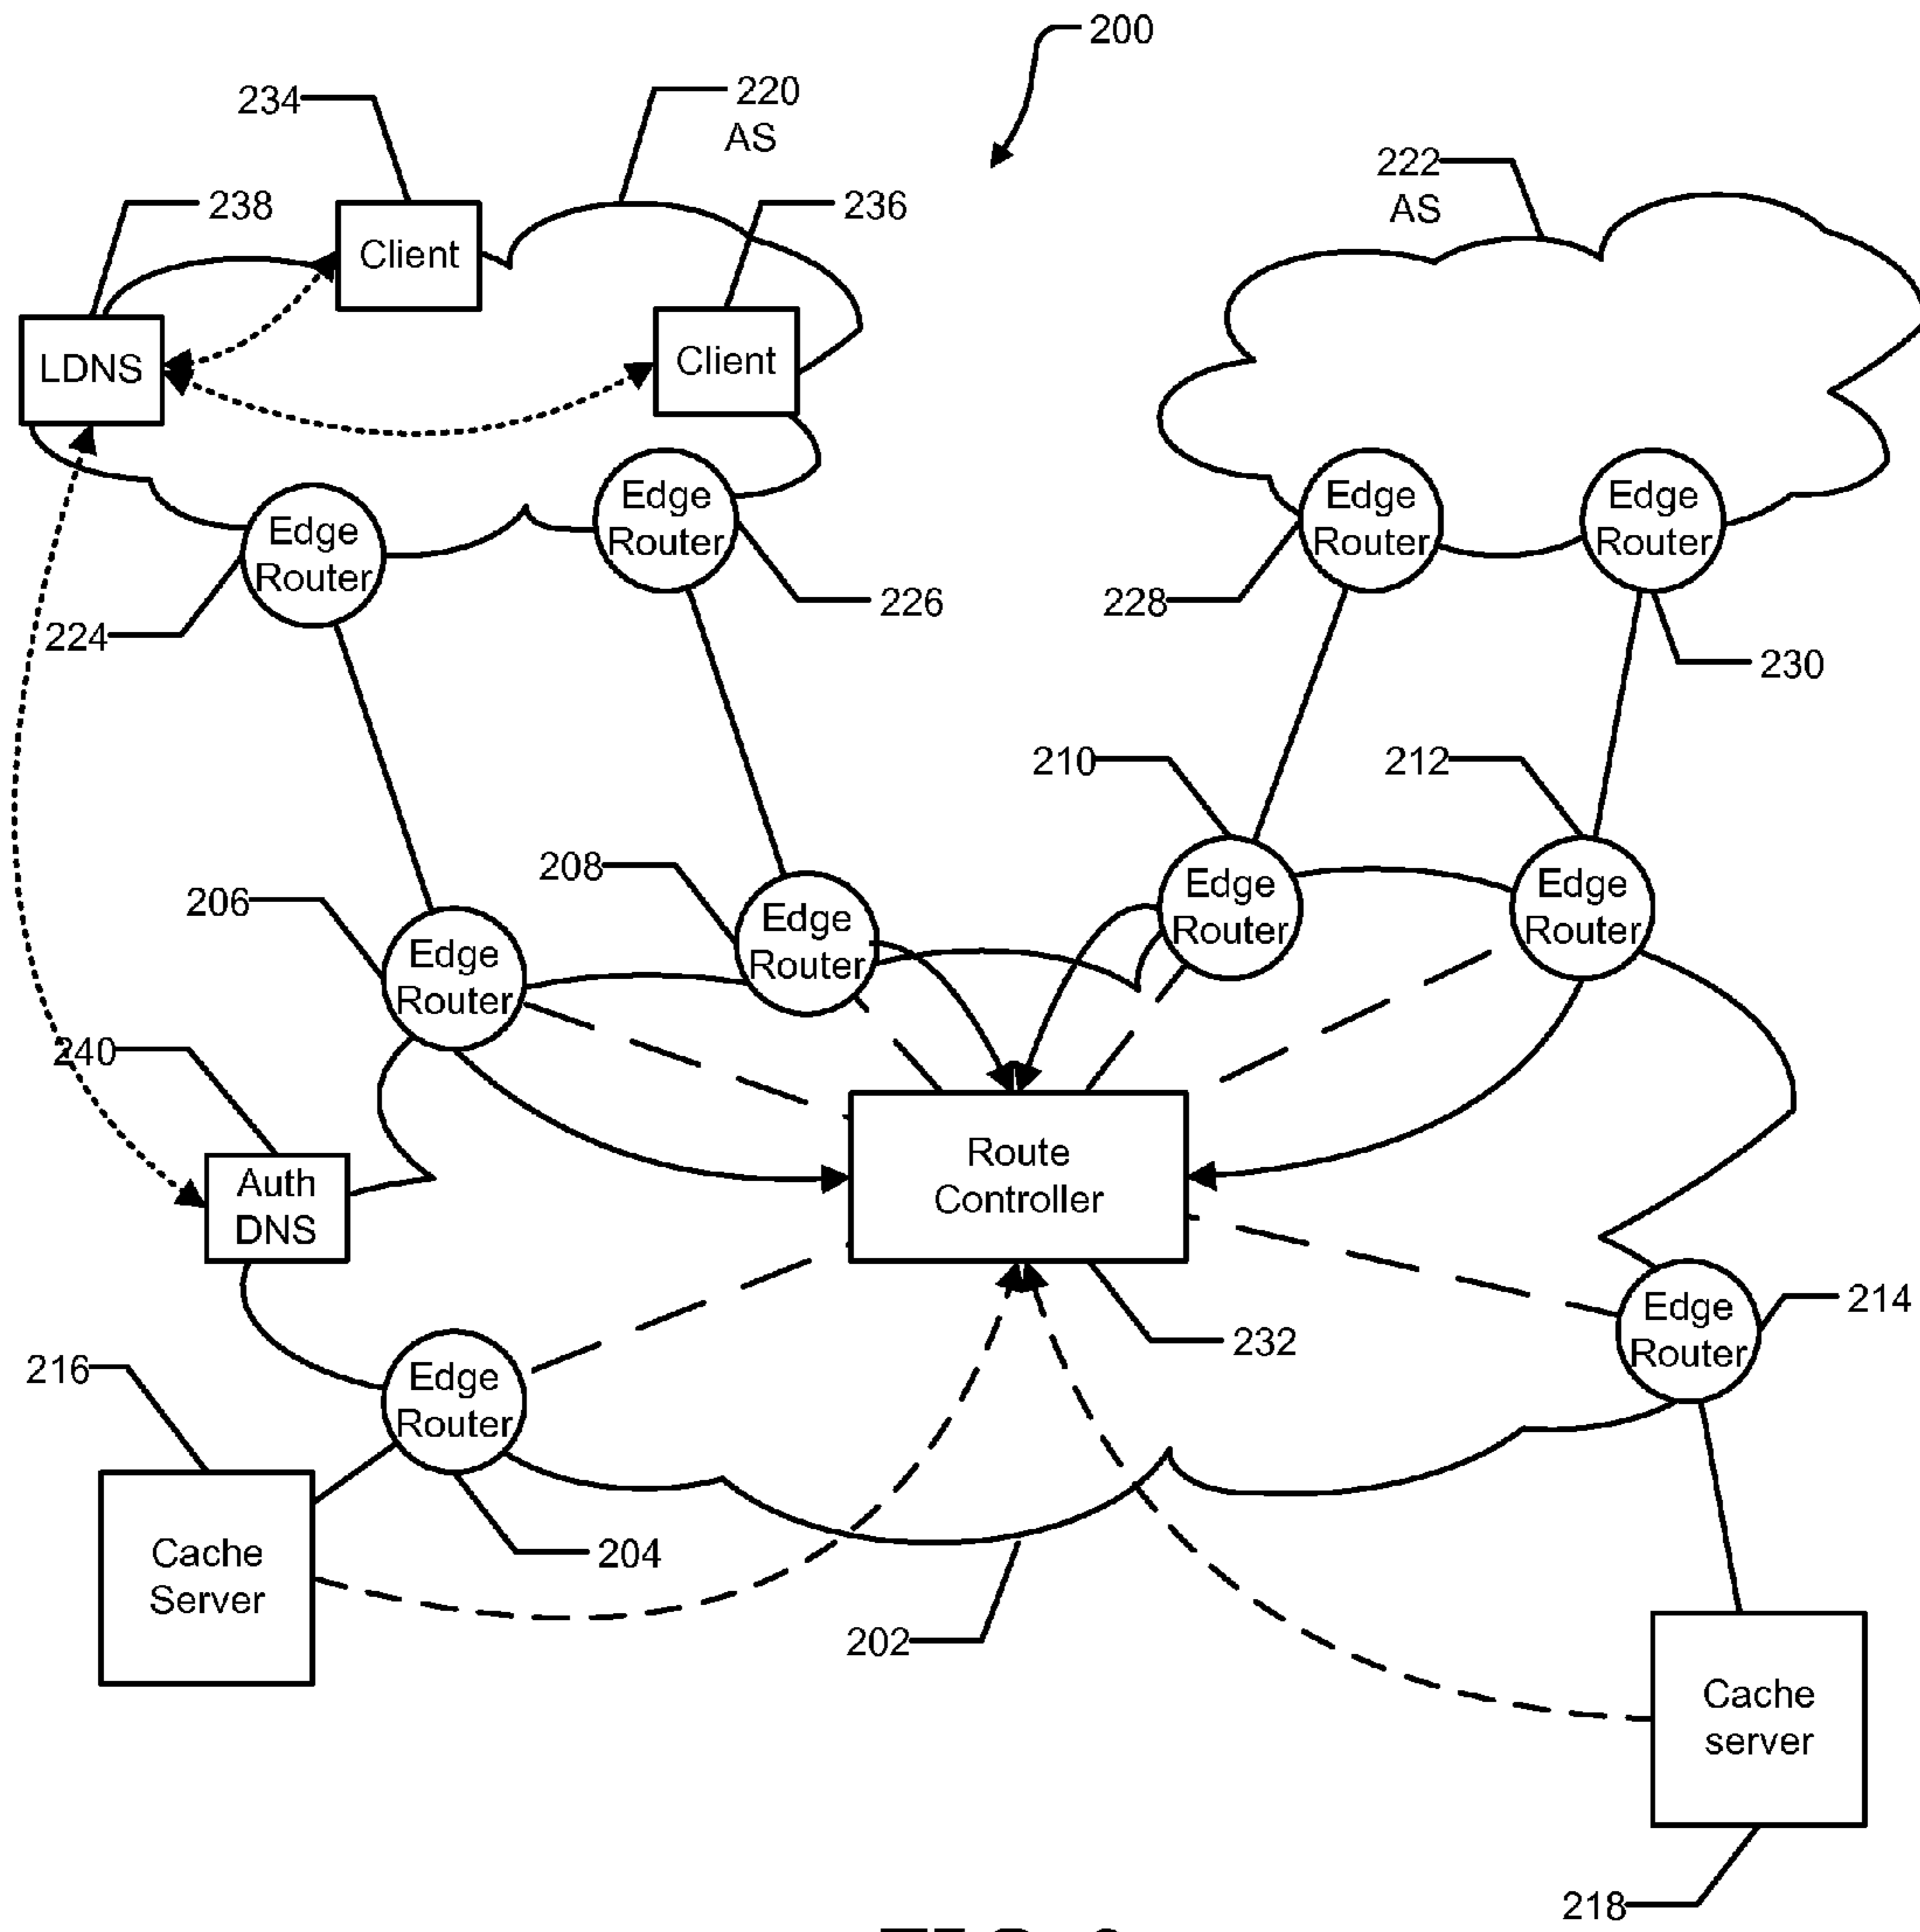 200
234
220
AS
222
AS
238
236
Client
Client
LDNS
Edge
Router
Edge
Router
Edge
Router
Edge
Router
224
226
228
230
210
212
208
206
Edge
Router
Edge
Router
Edge
Router
Edge
Router
240
Auth
DNS
Route
Controller
232
Edge
Router
214
216
Edge
Router
204
Cache
Server
202
Cache
server
218